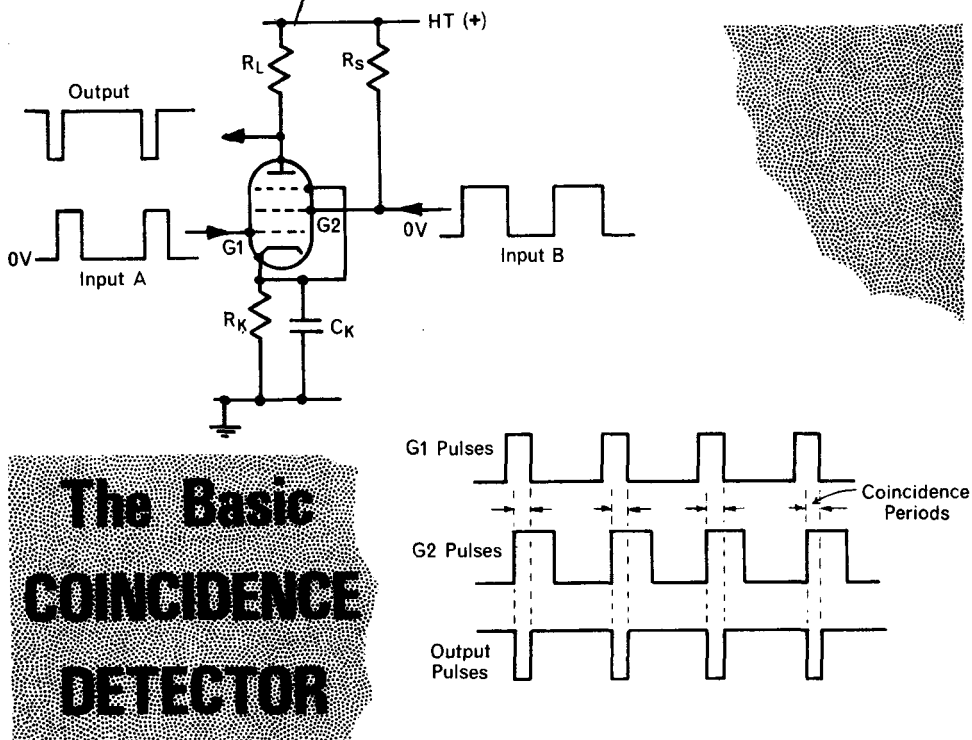 HT (+)
RL
RS
Output
G1
G2
0V
Input A
0V
Input B
RK
CK
G1 Pulses
Coincidence
Periods
G2 Pulses
Output
Pulses
The Basic
COINCIDENCE
DETECTOR